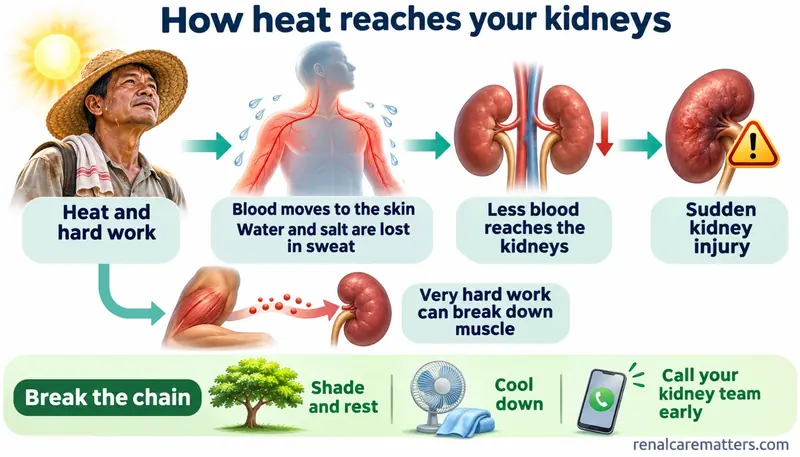 How heat reaches your kidneys
Heat and
hard work
Blood moves to the skin
Water and salt are lost
in sweat
Less blood
reaches the
kidneys
Sudden
kidney
injury
Very hard work
can break down
muscle
Break the chain
Shade
and rest
Cool
down
Call your
kidney team
early
renalcarematters.com